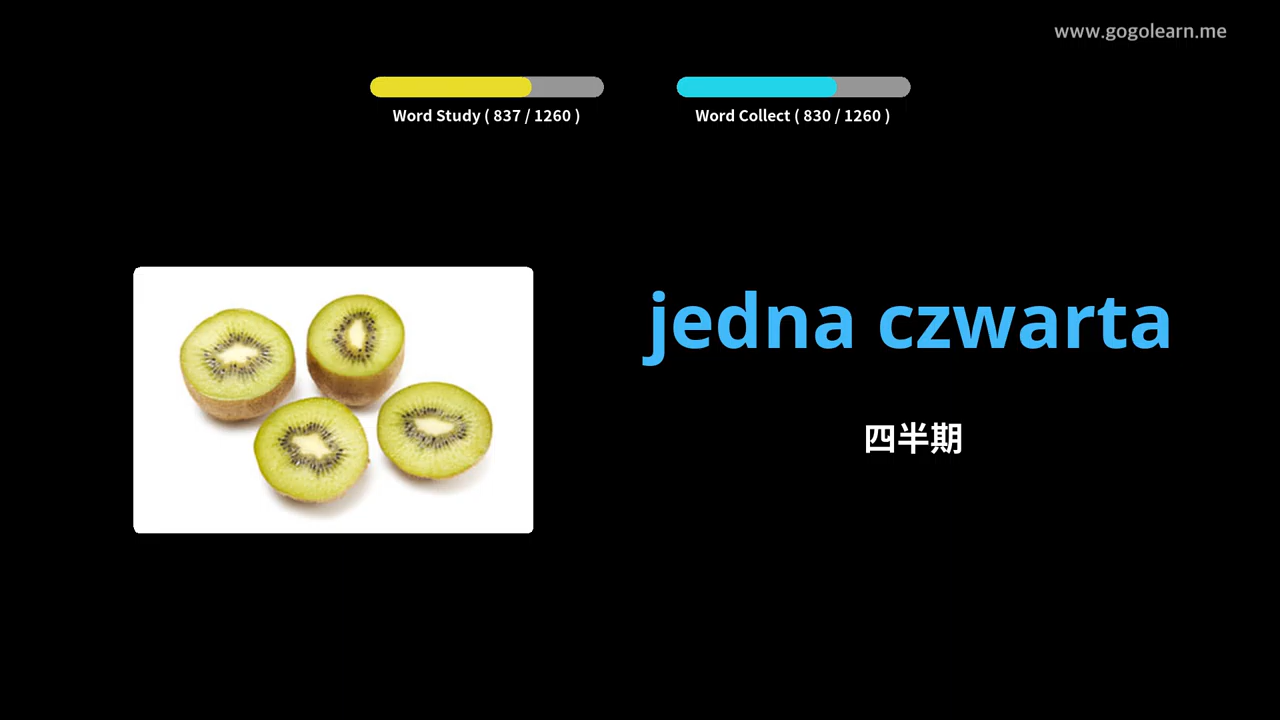 www.gogolearn.me
Word Study ( 837 / 1260 )
Word Collect ( 830 / 1260 )
jedna czwarta
四半期